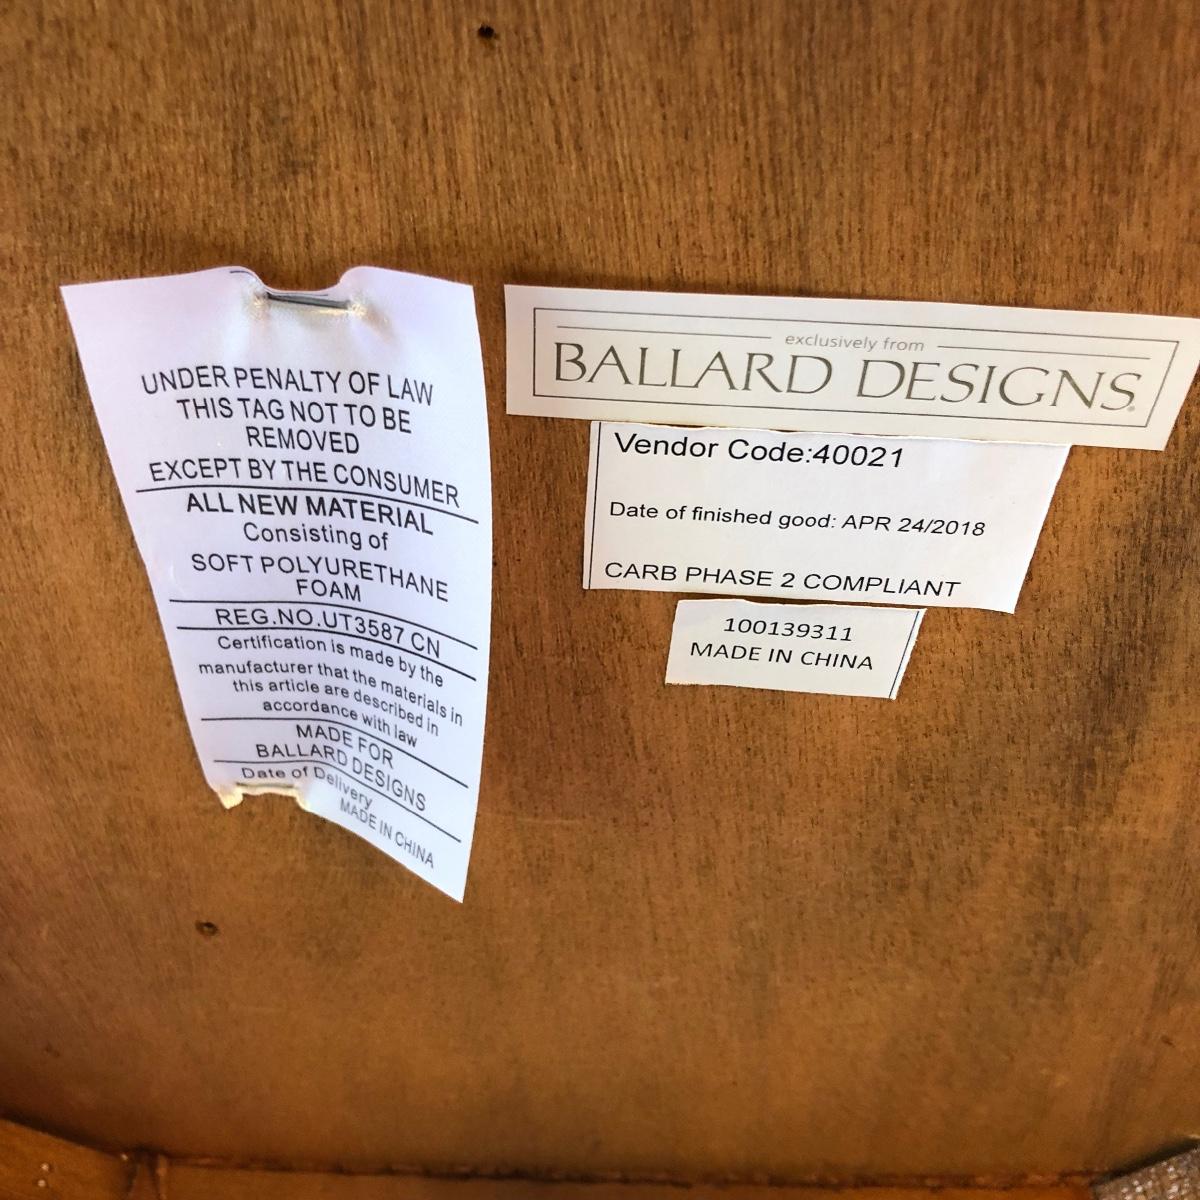 UNDER PENALTY OF LAW
THIS TAG NOT TO BE
REMOVED
EXCEPT BY THE CONSUMER
ALL NEW MATERIAL
Consisting of
SOFT POLYURETHANE
FOAM
REG.NO.UT3587 CN
Certification is made by the
manufacturer that the materials in
this article are described in
accordance with law
MADE FOR
BALLARD DESIGNS
Date of Delivery
MADE IN CHINA
exclusively from
BALLARD DESIGNS®
Vendor Code:40021
Date of finished good: APR 24/2018
CARB PHASE 2 COMPLIANT
100139311
MADE IN CHINA